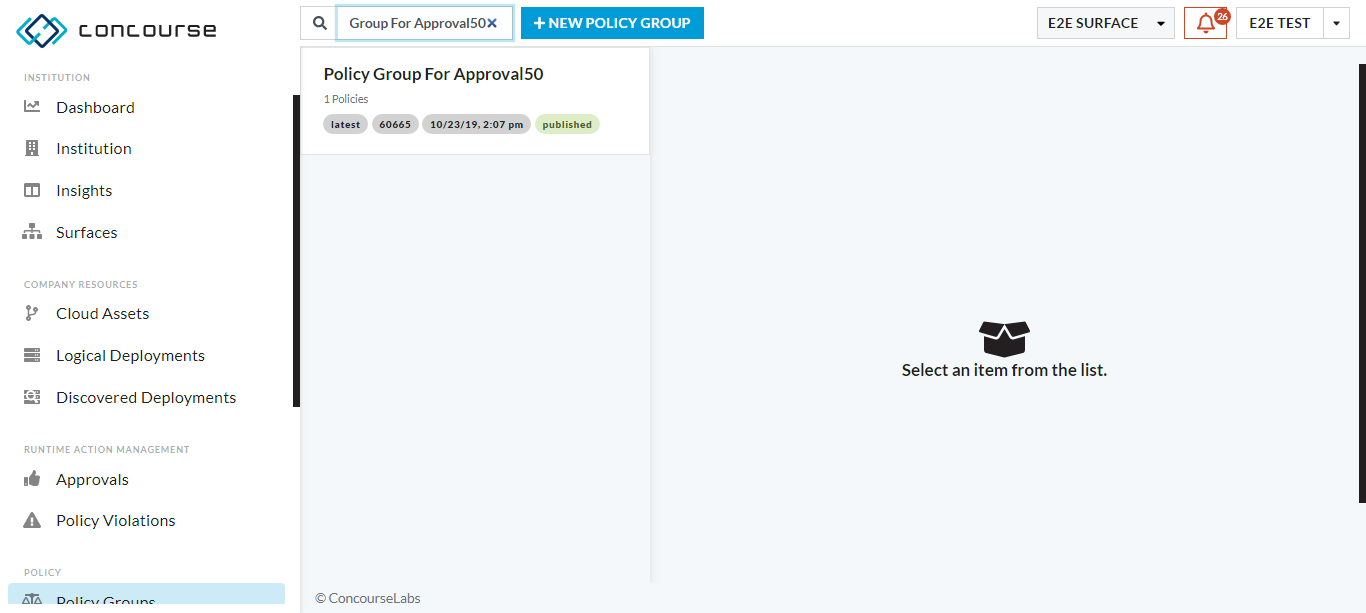 concourse
Group For Approval50
NEW POLICY GROUP
E2E SURFACE
26
E2E TEST
INSTITUTION
Dashboard
Institution
Insights
Surfaces
COMPANY RESOURCES
Cloud Assets
Logical Deployments
Discovered Deployments
RUNTIME ACTION MANAGEMENT
Approvals
Policy Violations
POLICY
Policy Groups
Policy Group For Approval50
1 Policies
latest 60665 10/23/19, 2:07 pm published
Select an item from the list.
© ConcourseLabs